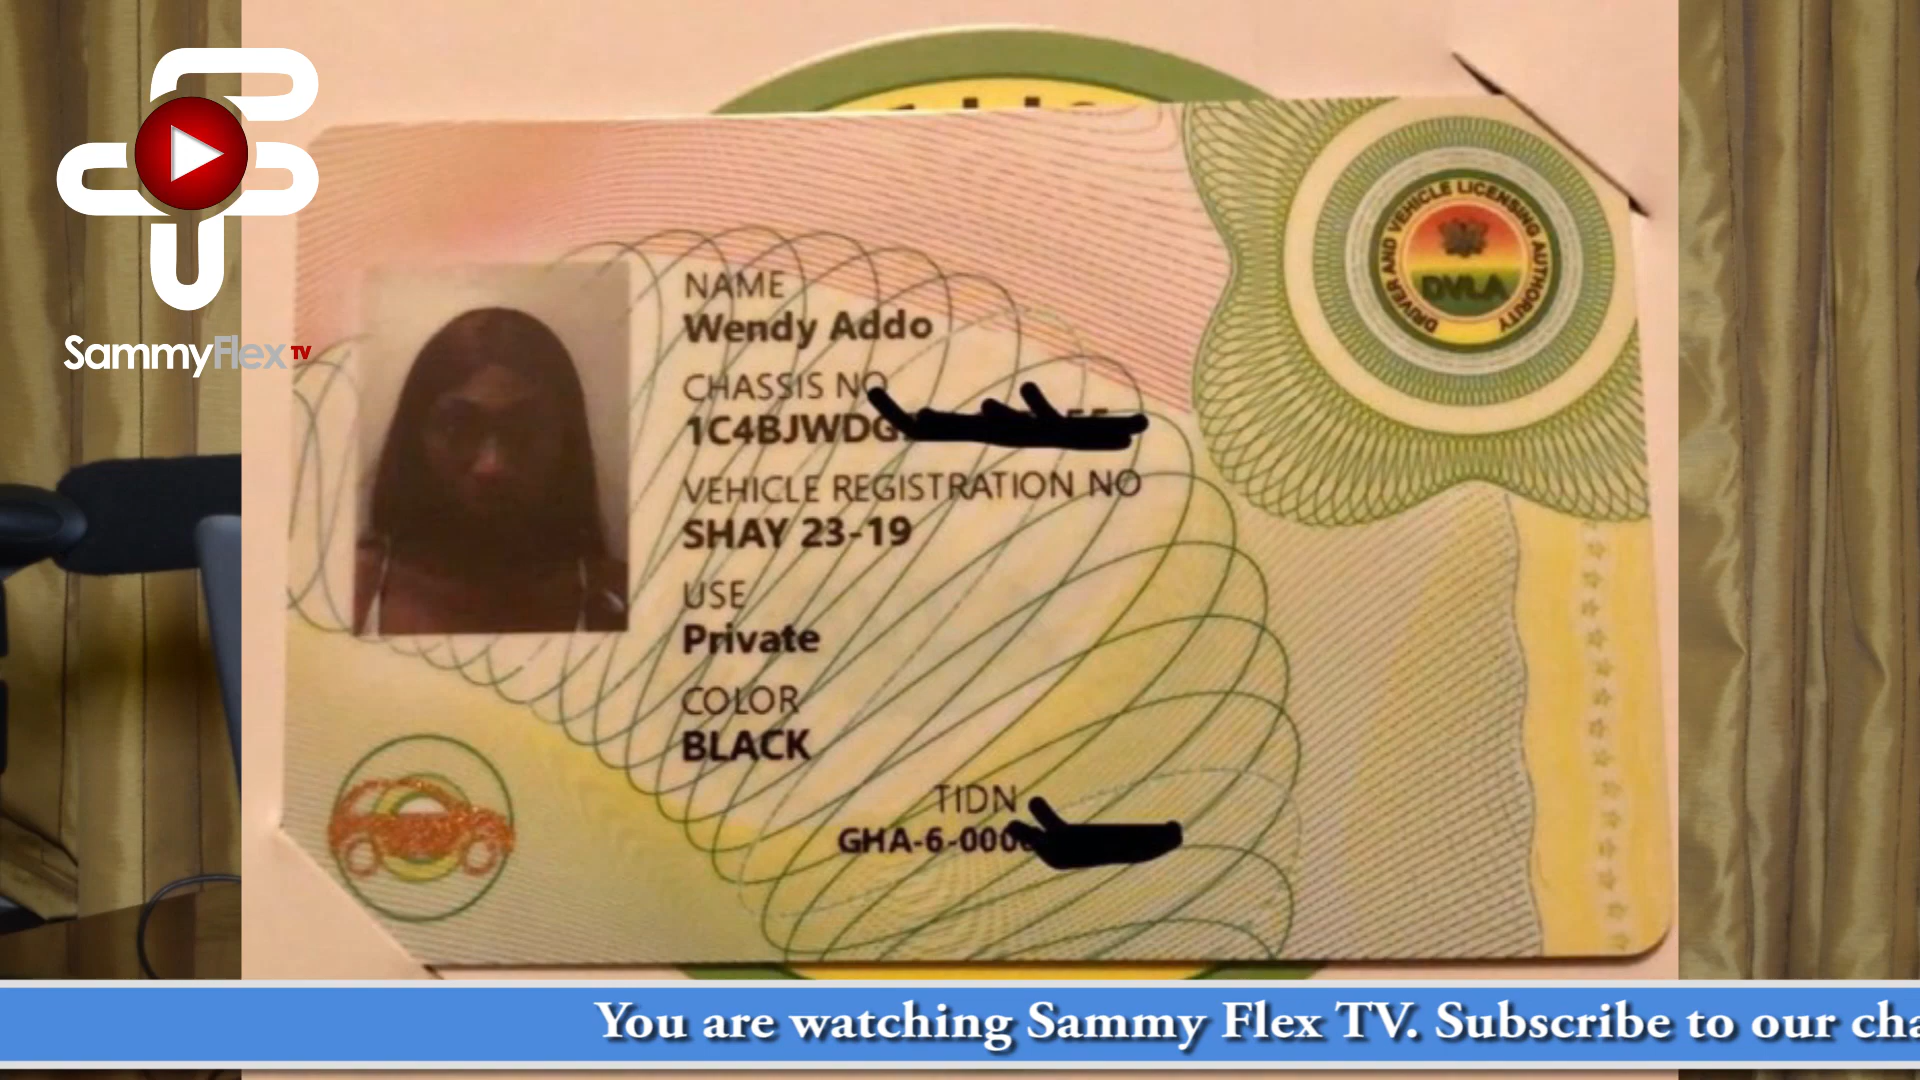 SammyFlex TV
DRIVER AND VEHICLE LICENSING AUTHORITY
DVLA
NAME
Wendy Addo
CHASSIS NO
1C4BJWDG
VEHICLE REGISTRATION NO
SHAY 23-19
USE
Private
COLOR
BLACK
TIDN
GHA-6-000
You are watching Sammy Flex TV. Subscribe to our cha